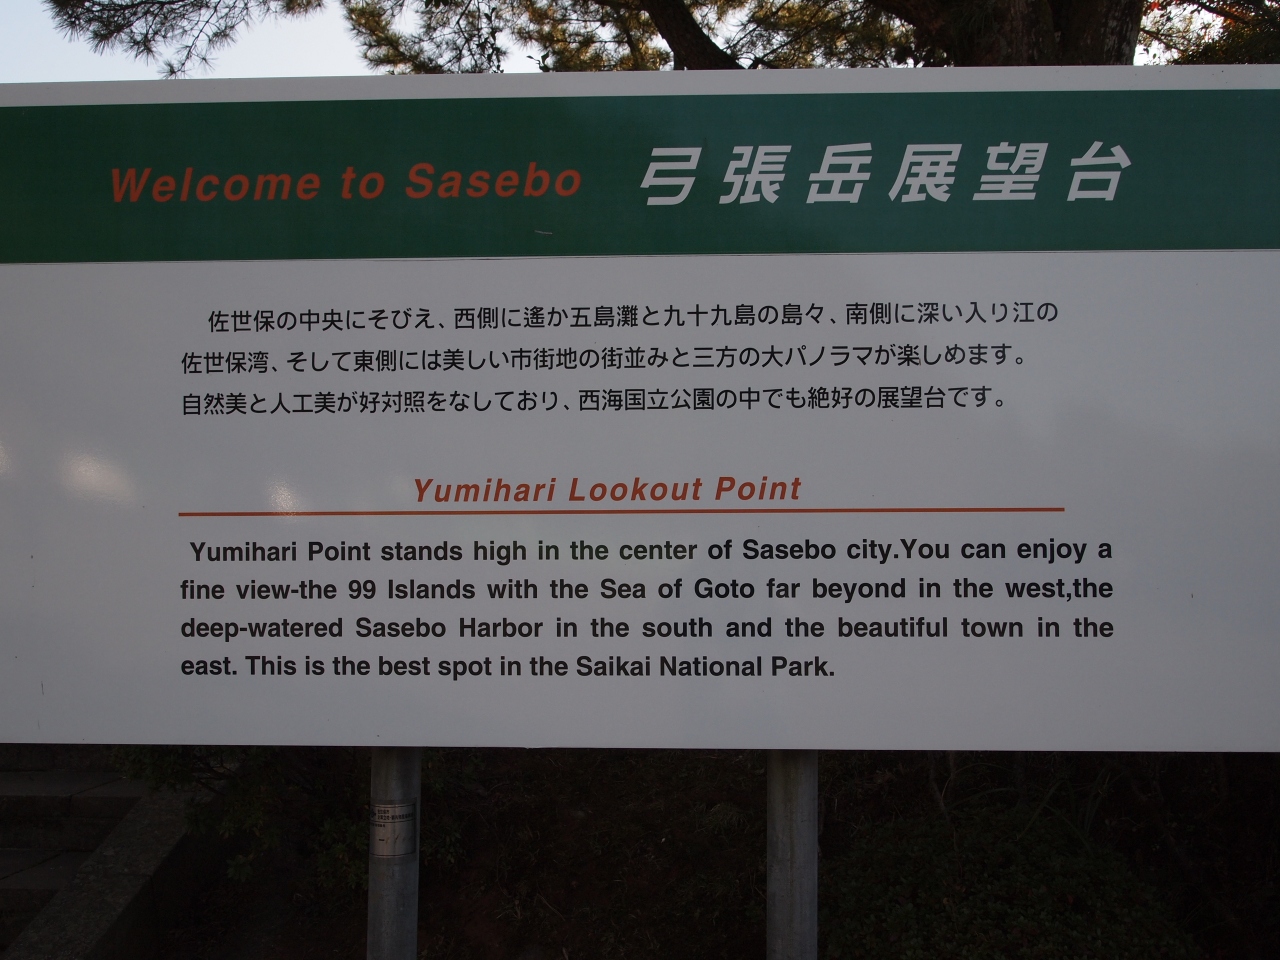 Welcome to Sasebo 弓張岳展望台
佐世保の中央にそびえ、西側に遙か五島灘と九十九島の島々、南側に深い入り江の
佐世保湾、そして東側には美しい市街地の街並みと三方の大パノラマが楽しめます。
自然美と人工美が好対照をなしており、西海国立公園の中でも絶好の展望台です。
Yumihari Lookout Point
Yumihari Point stands high in the center of Sasebo city.You can enjoy a
fine view-the 99 Islands with the Sea of Goto far beyond in the west,the
deep-watered Sasebo Harbor in the south and the beautiful town in the
east. This is the best spot in the Saikai National Park.